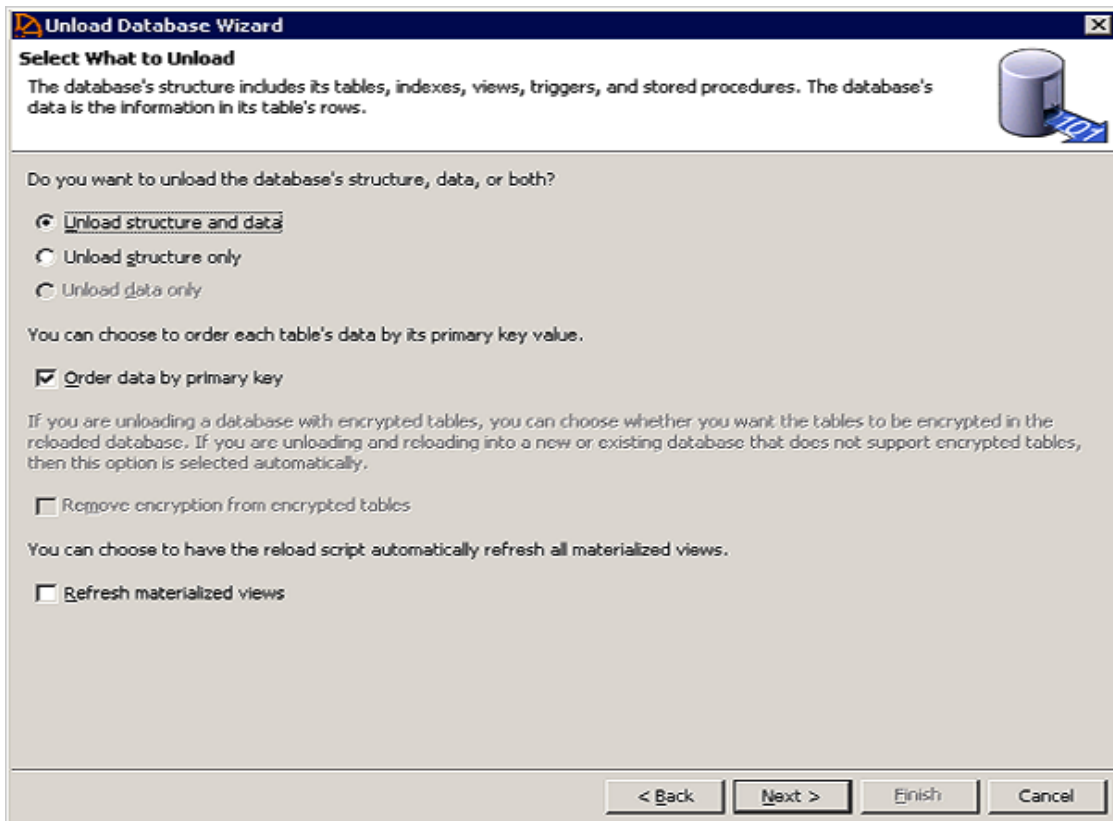 Unload Database Wizard
Select What to Unload
The database's structure includes its tables, indexes, views, triggers, and stored procedures. The database's
data is the information in its table's rows.
101
Do you want to unload the database's structure, data, or both?
Unload structure and data
Unload structure only
Unload data only
You can choose to order each table's data by its primary key value.
Order data by primary key
If you are unloading a database with encrypted tables, you can choose whether you want the tables to be encrypted in the
reloaded database. If you are unloading and reloading into a new or existing database that does not support encrypted tables,
then this option is selected automatically.
Remove encryption from encrypted tables
You can choose to have the reload script automatically refresh all materialized views.
Refresh materialized views
< Back Next > Finish Cancel